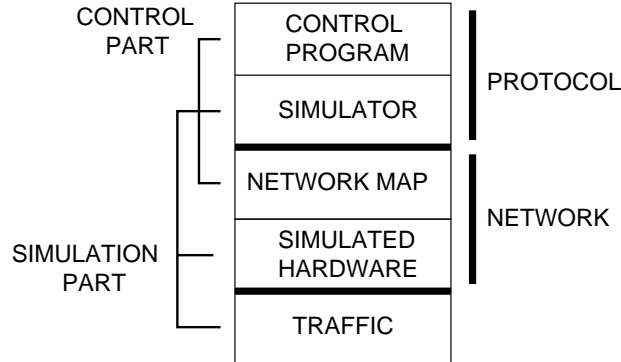 CONTROL
PART
CONTROL
PROGRAM
PROTOCOL
SIMULATOR
NETWORK MAP
NETWORK
SIMULATION
PART
SIMULATED
HARDWARE
TRAFFIC